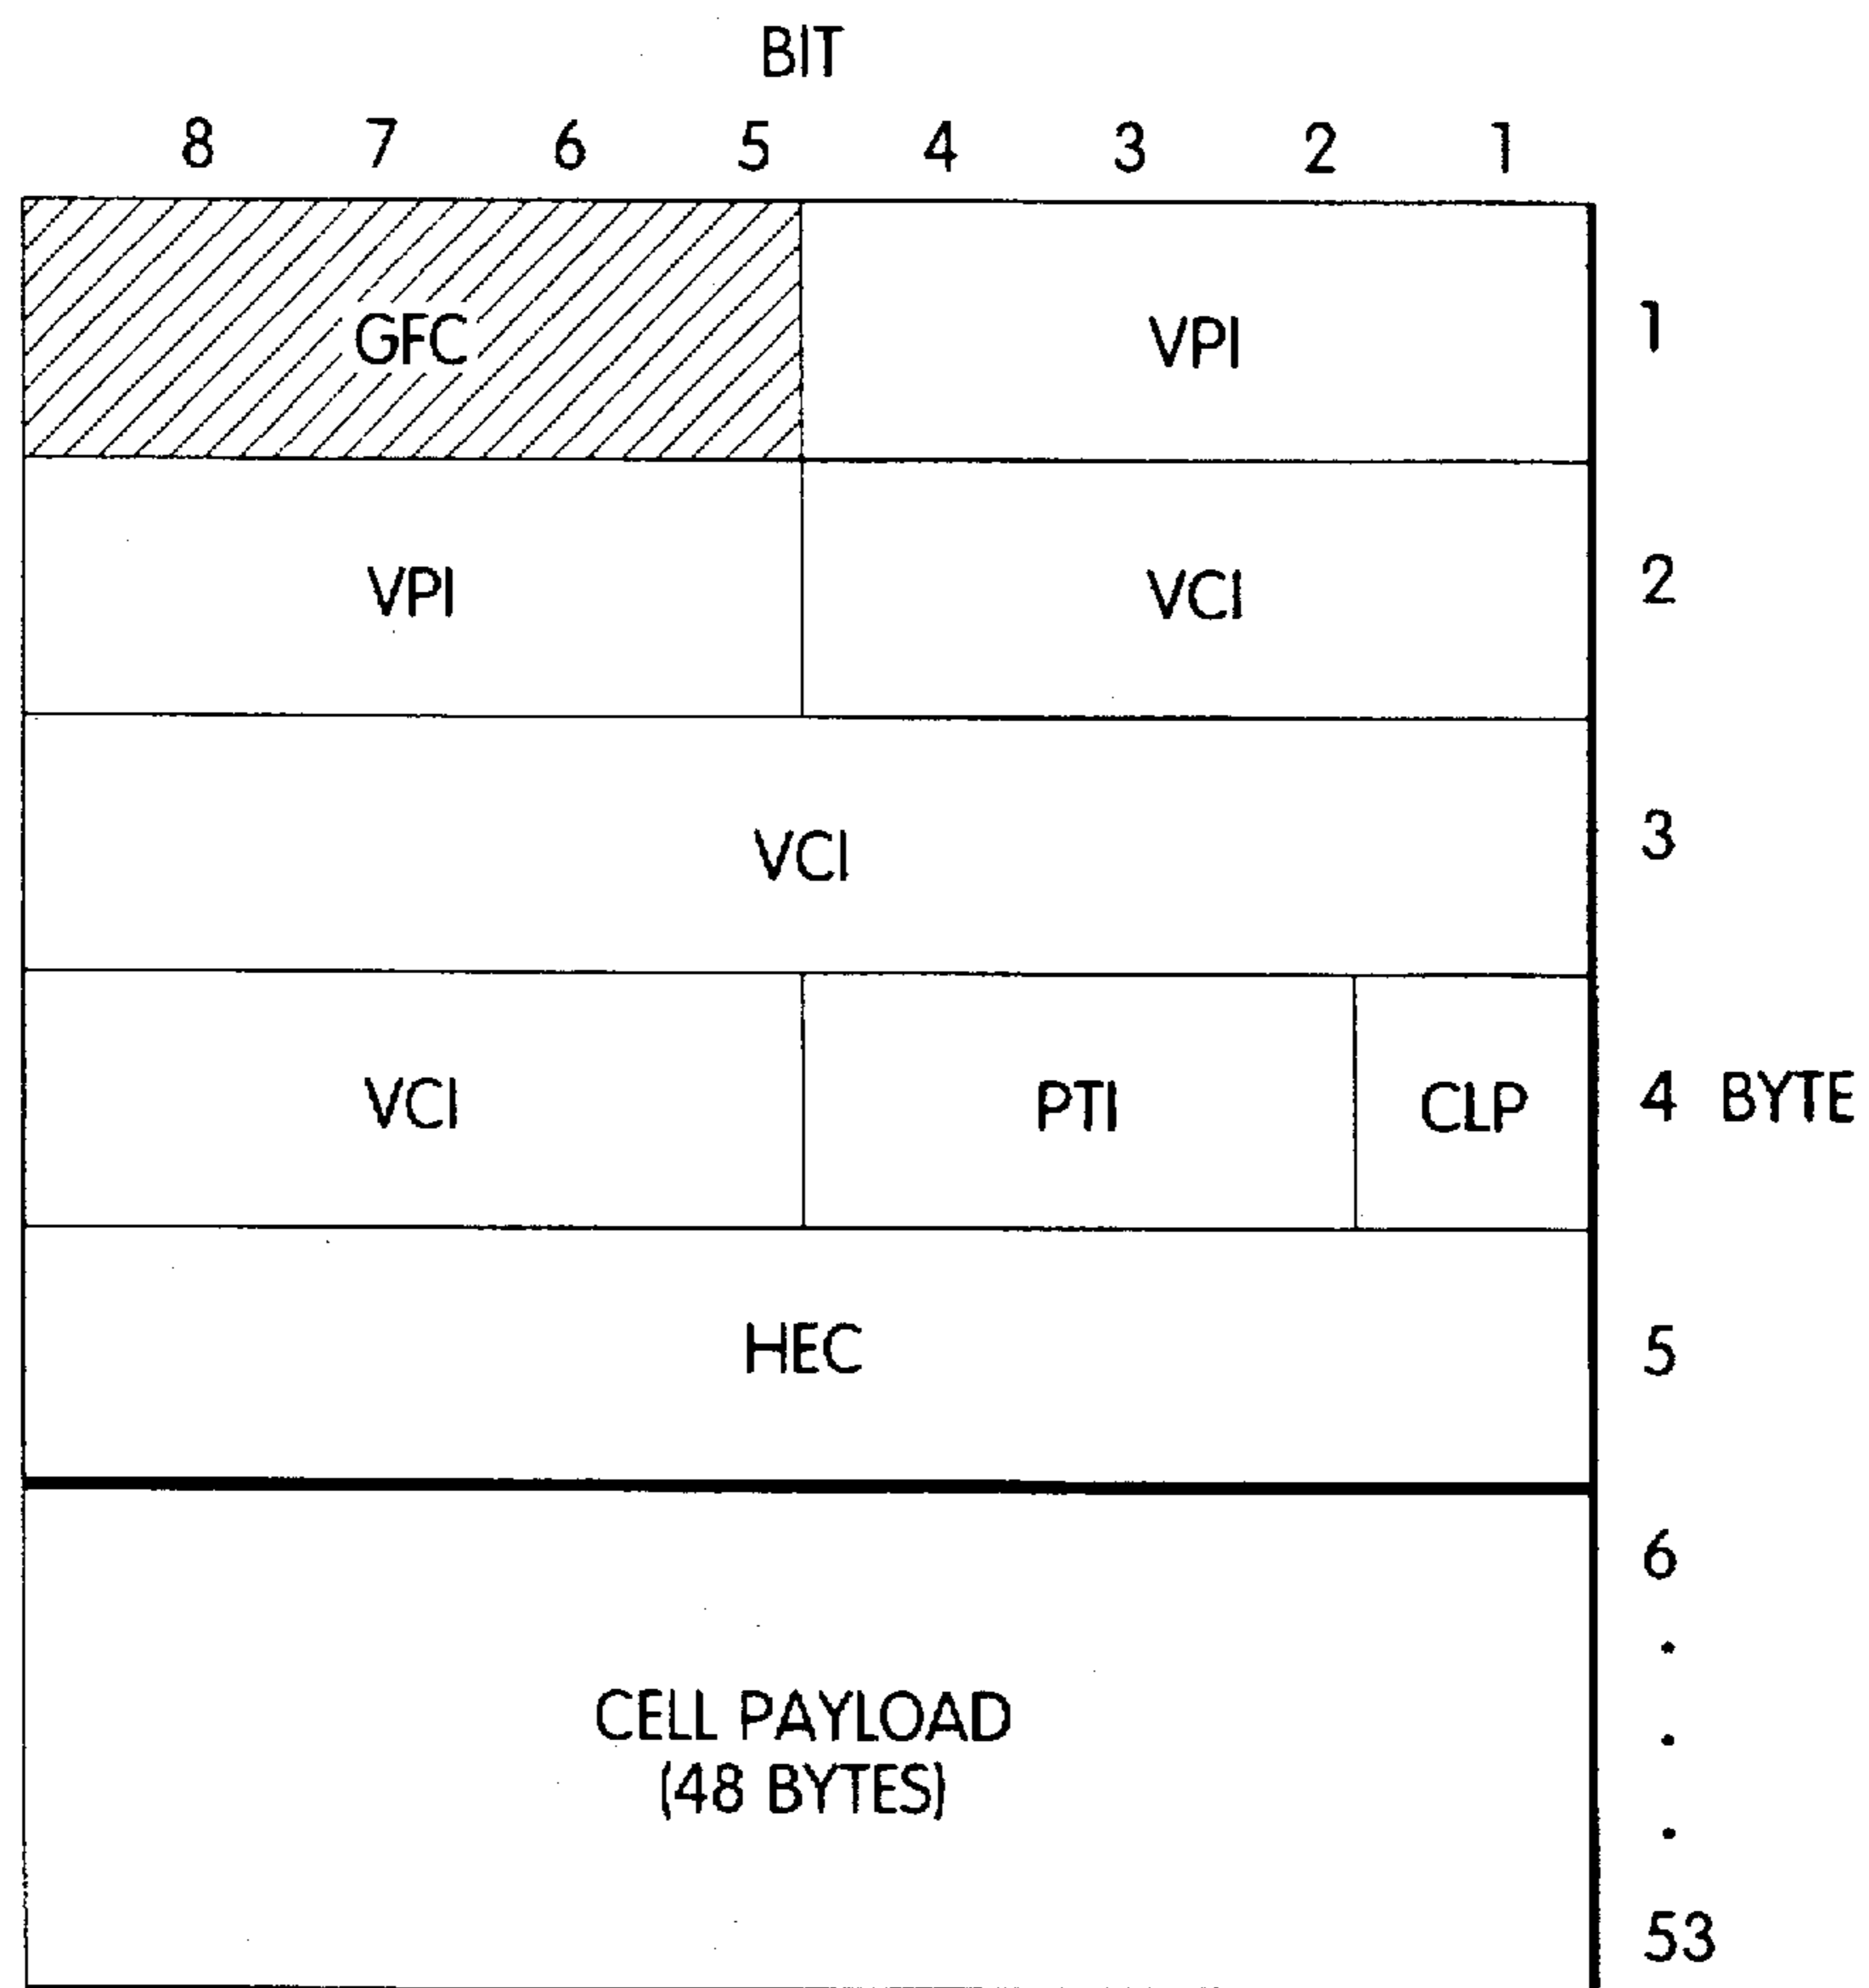 BIT
8 7 6 5 4 3 2 1
GFC VPI 1
VPI VCI 2
VCI 3
VCI PTI CLP 4 BYTE
HEC 5
6
CELL PAYLOAD
(48 BYTES)
53